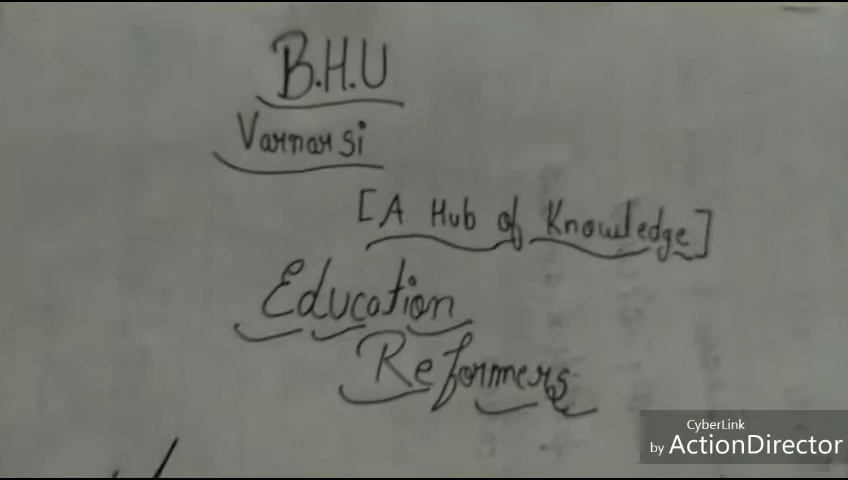 B.H.U
Varnarsi
[A Hub of Knowledge]
Education
Reformers
CyberLink
by ActionDirector